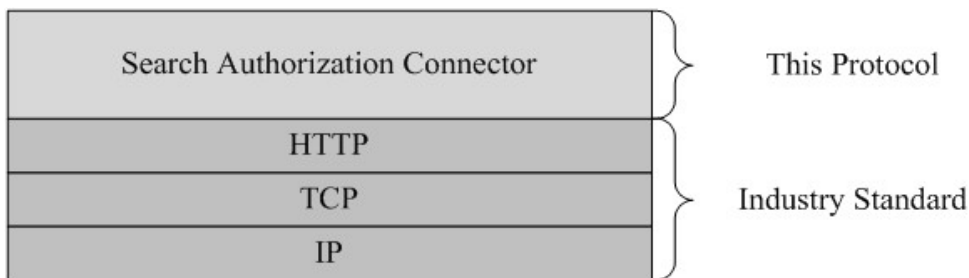 Search Authorization Connector
This Protocol
HTTP
TCP
Industry Standard
IP